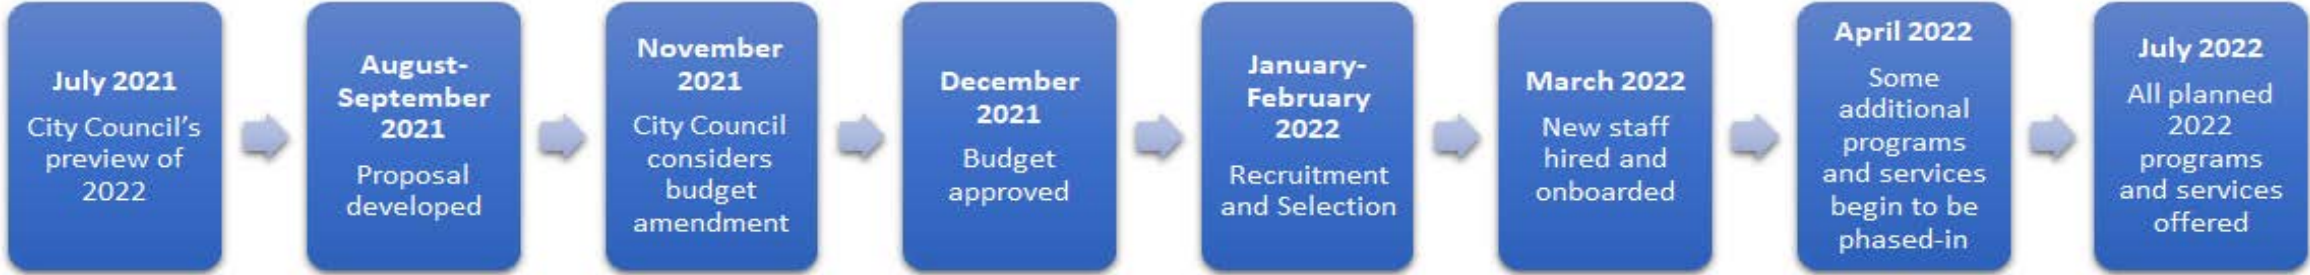 July 2021
City Council's
preview of
2022
August-
September
2021
Proposal
developed
November
2021
City Council
considers
budget
amendment
December
2021
Budget
approved
January-
February
2022
Recruitment
and Selection
March 2022
New staff
hired and
onboarded
April 2022
Some
additional
programs
and services
begin to be
phased-in
July 2022
All planned
2022
programs
and services
offered